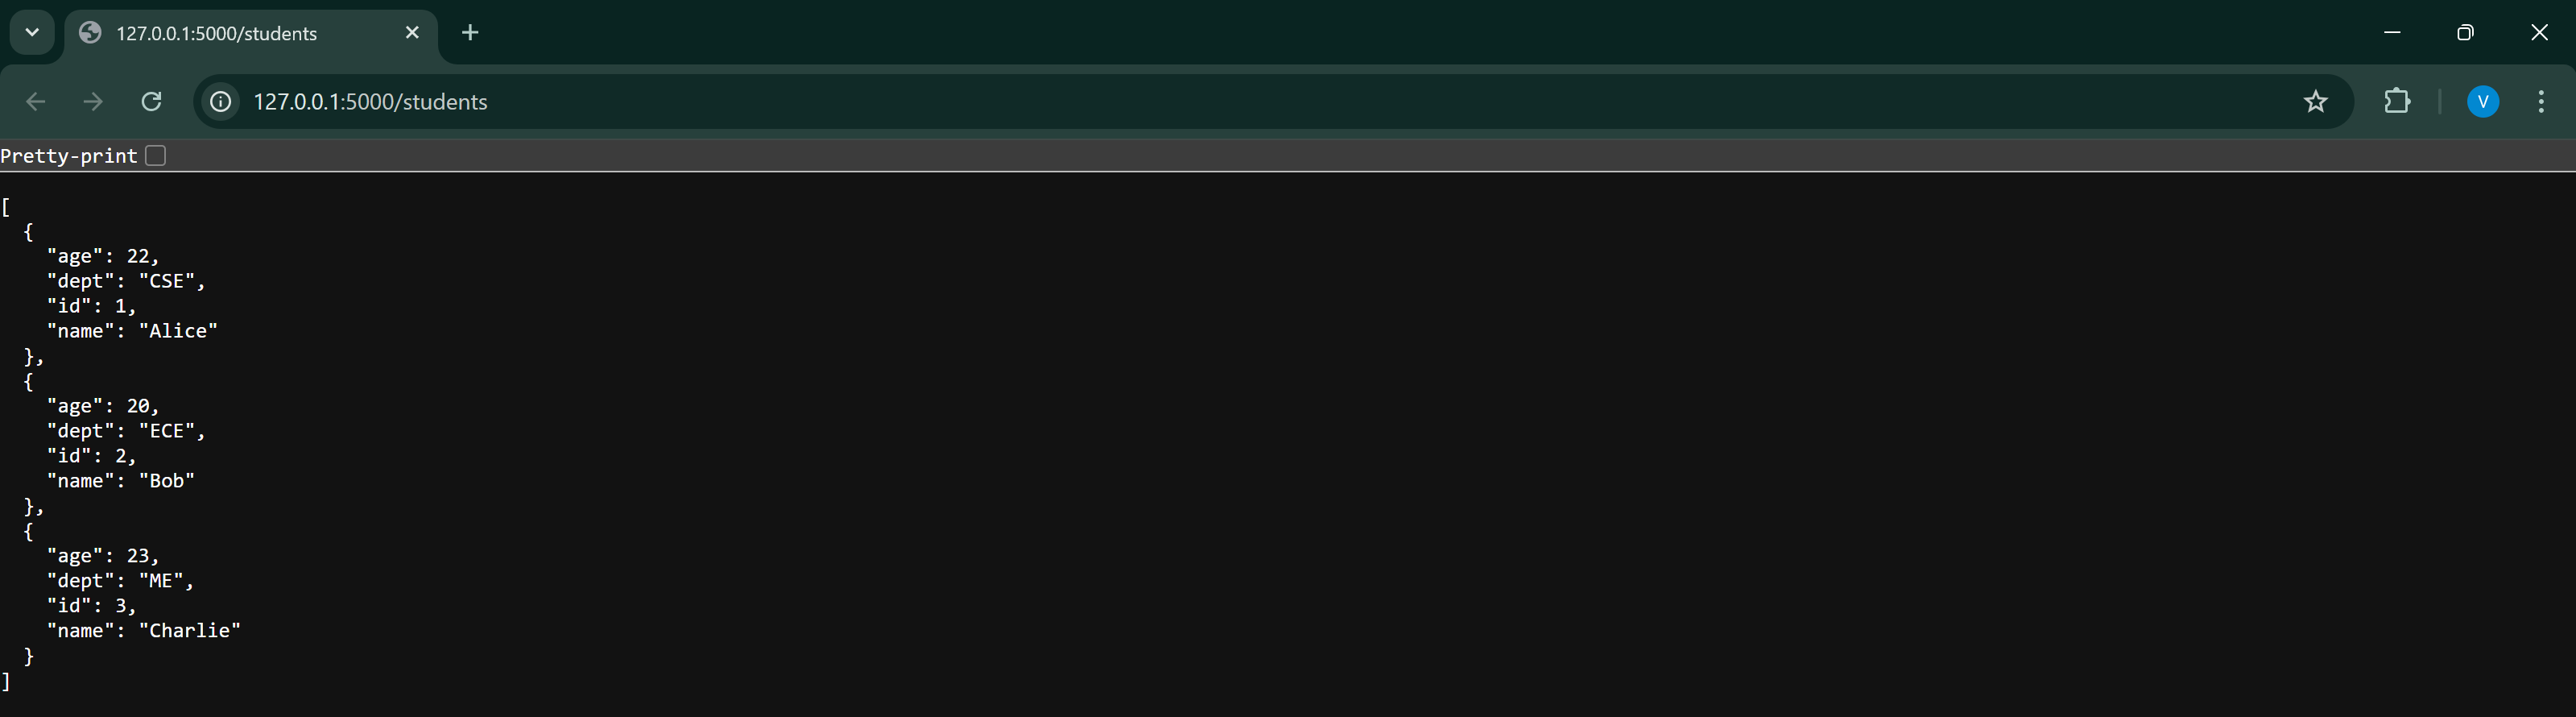 127.0.0.1:5000/students
127.0.0.1:5000/students
V
Pretty-print
[
  {
    "age": 22,
    "dept": "CSE",
    "id": 1,
    "name": "Alice"
  },
  {
    "age": 20,
    "dept": "ECE",
    "id": 2,
    "name": "Bob"
  },
  {
    "age": 23,
    "dept": "ME",
    "id": 3,
    "name": "Charlie"
  }
]